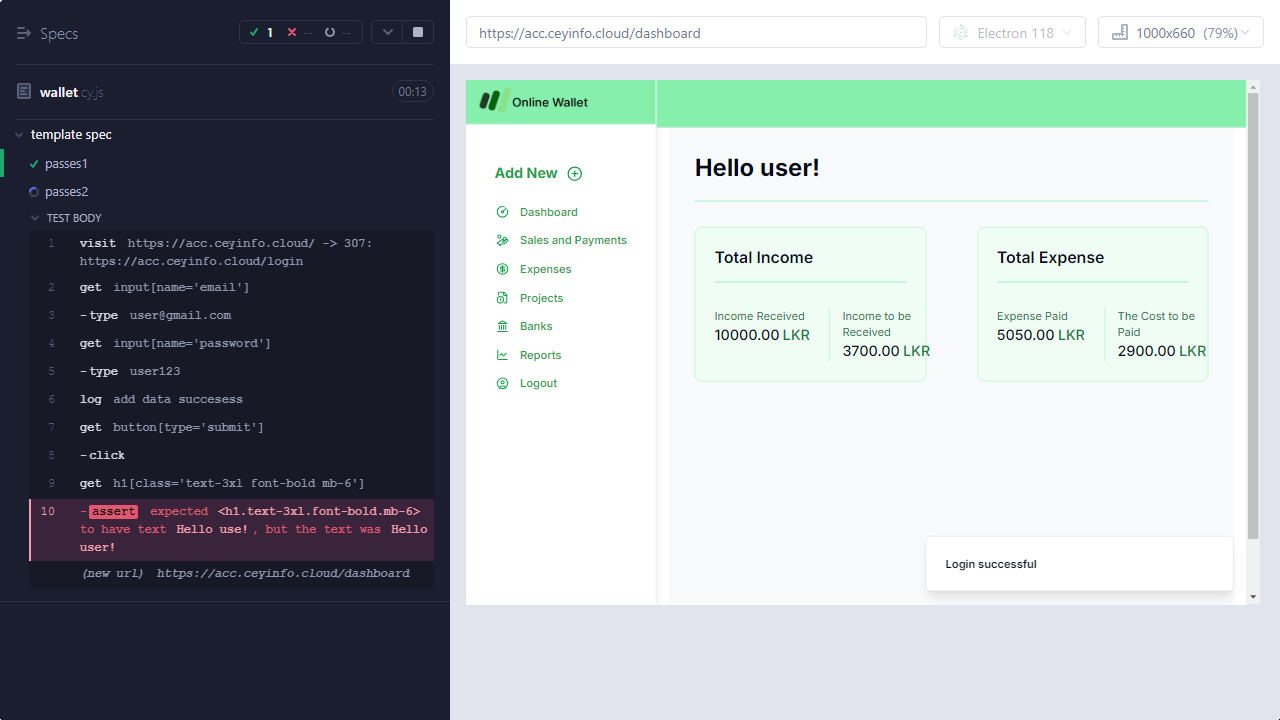 Specs
1
--
--
wallet.cy.js
00:13
template spec
passes1
passes2
TEST BODY
1 visit https://acc.ceyinfo.cloud/ -> 307:
https://acc.ceyinfo.cloud/login
2 get input[name='email']
3 -type user@gmail.com
4 get input[name='password']
5 -type user123
6 log add data succesess
7 get button[type='submit']
8 -click
9 get h1[class='text-3xl font-bold mb-6']
10 -assert expected <h1.text-3xl.font-bold.mb-6>
to have text Hello use!, but the text was Hello
user!
(new url) https://acc.ceyinfo.cloud/dashboard
https://acc.ceyinfo.cloud/dashboard
Electron 118
1000x660 (79%)
Online Wallet
Add New
Dashboard
Sales and Payments
Expenses
Projects
Banks
Reports
Logout
Hello user!
Total Income
Income Received
10000.00 LKR
Income to be
Received
3700.00 LKR
Total Expense
Expense Paid
5050.00 LKR
The Cost to be
Paid
2900.00 LKR
Login successful